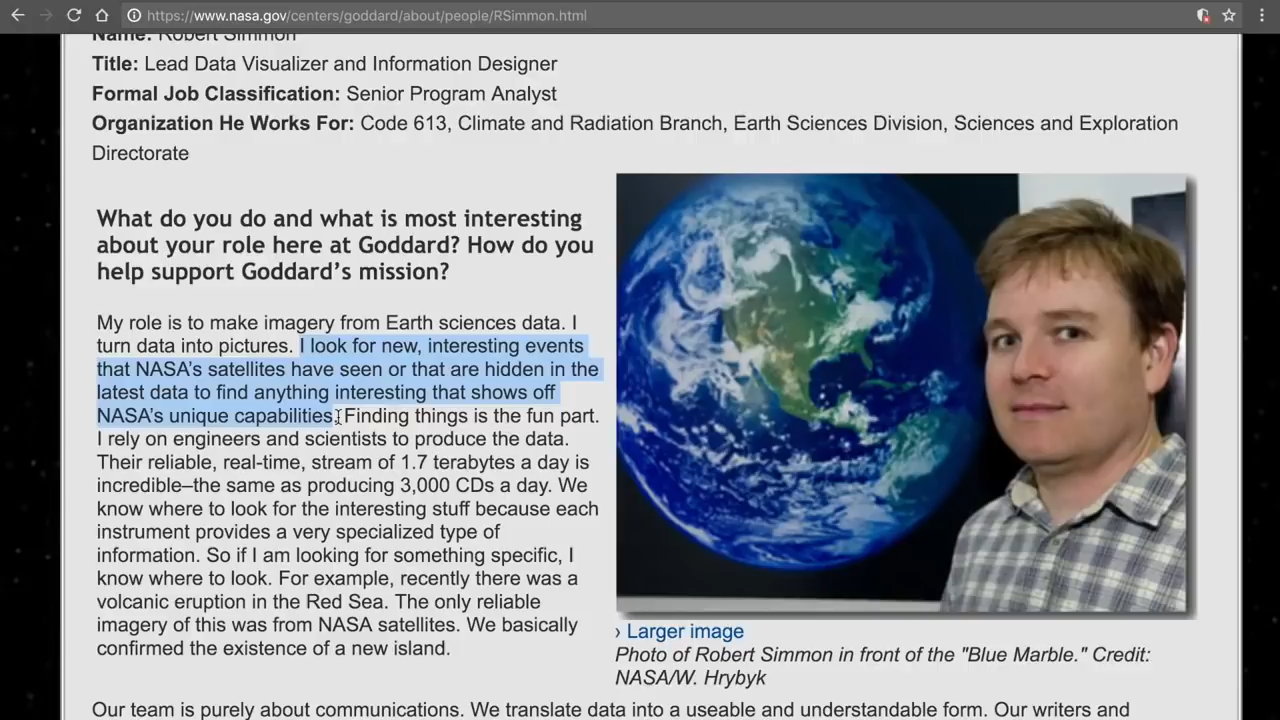 https://www.nasa.gov/centers/goddard/about/people/RSimmon.html
Name: Robert Simmon
Title: Lead Data Visualizer and Information Designer
Formal Job Classification: Senior Program Analyst
Organization He Works For: Code 613, Climate and Radiation Branch, Earth Sciences Division, Sciences and Exploration
Directorate
What do you do and what is most interesting
about your role here at Goddard? How do you
help support Goddard’s mission?
My role is to make imagery from Earth sciences data. I
turn data into pictures. I look for new, interesting events
that NASA’s satellites have seen or that are hidden in the
latest data to find anything interesting that shows off
NASA’s unique capabilities. Finding things is the fun part.
I rely on engineers and scientists to produce the data.
Their reliable, real-time, stream of 1.7 terabytes a day is
incredible–the same as producing 3,000 CDs a day. We
know where to look for the interesting stuff because each
instrument provides a very specialized type of
information. So if I am looking for something specific, I
know where to look. For example, recently there was a
volcanic eruption in the Red Sea. The only reliable
imagery of this was from NASA satellites. We basically
confirmed the existence of a new island.
› Larger image
Photo of Robert Simmon in front of the "Blue Marble." Credit:
NASA/W. Hrybyk
Our team is purely about communications. We translate data into a useable and understandable form. Our writers and